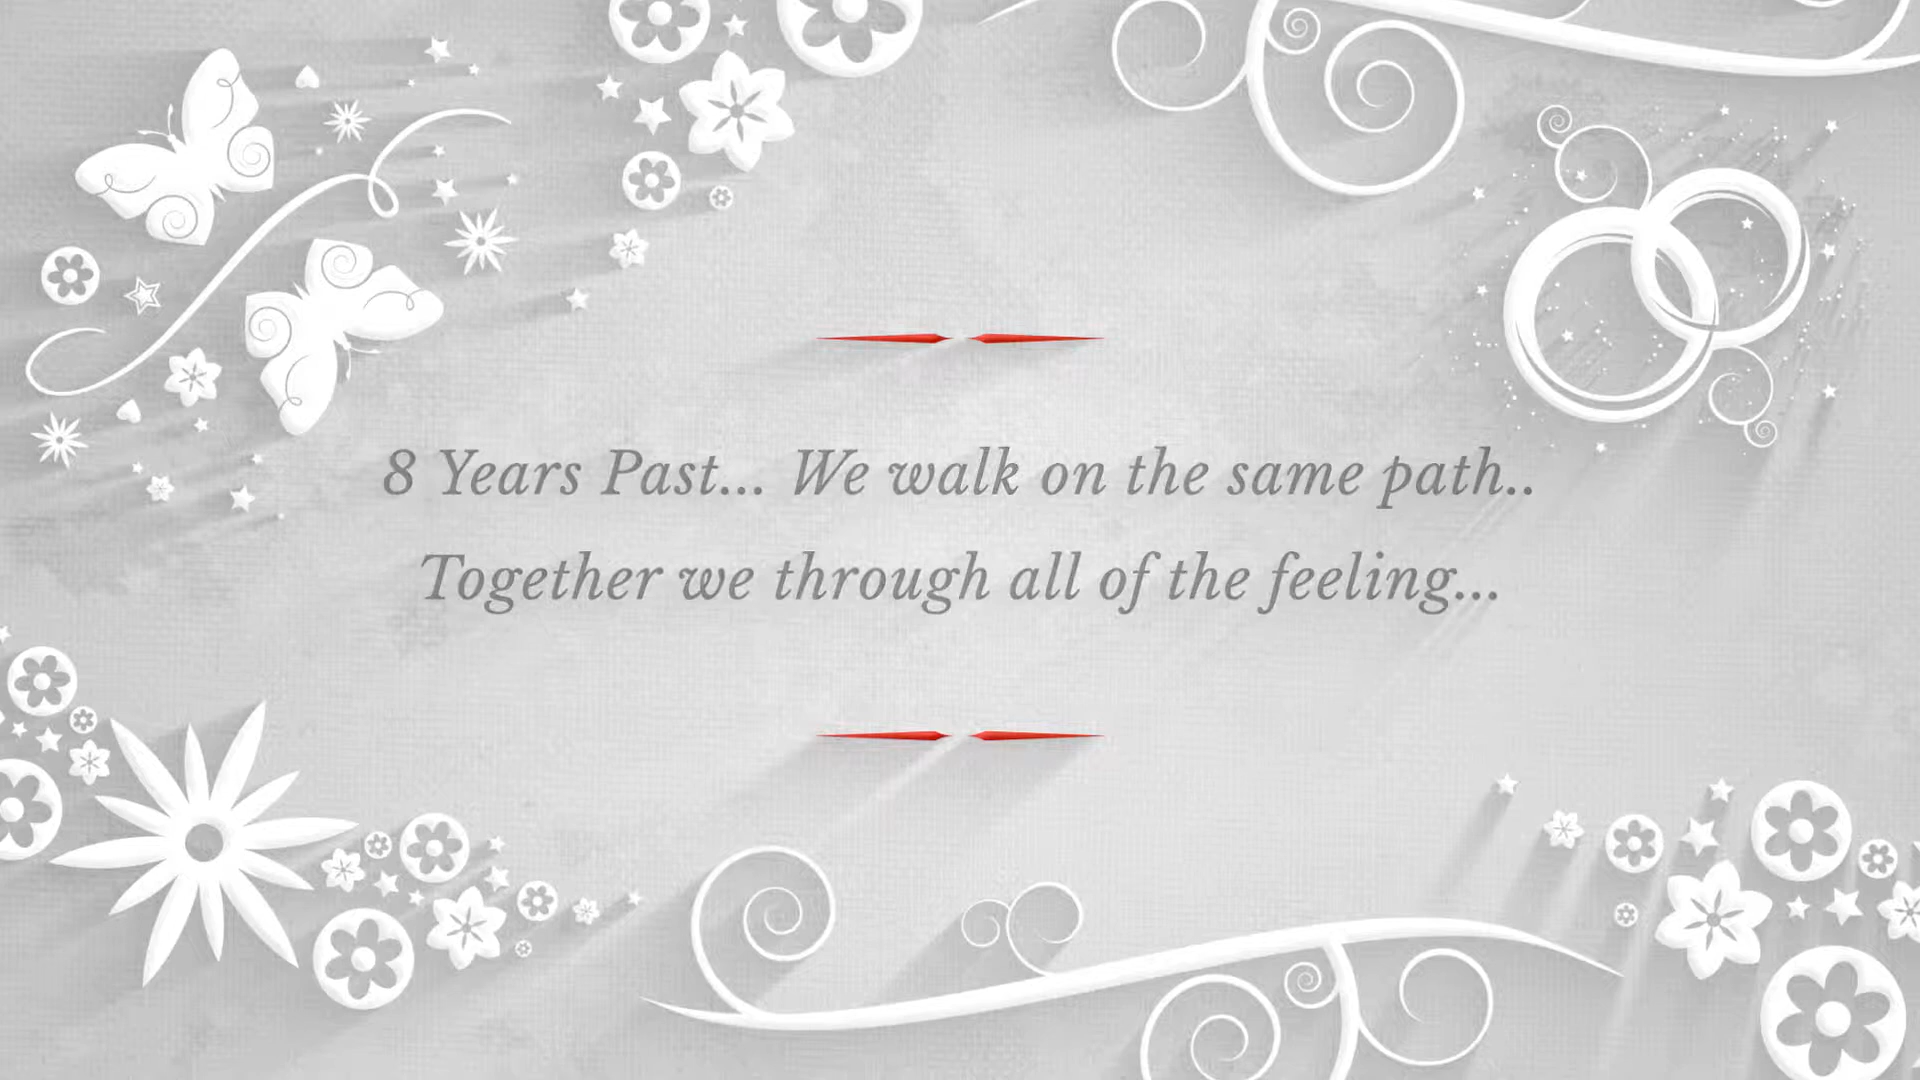 8 Years Past... We walk on the same path..
Together we through all of the feeling...